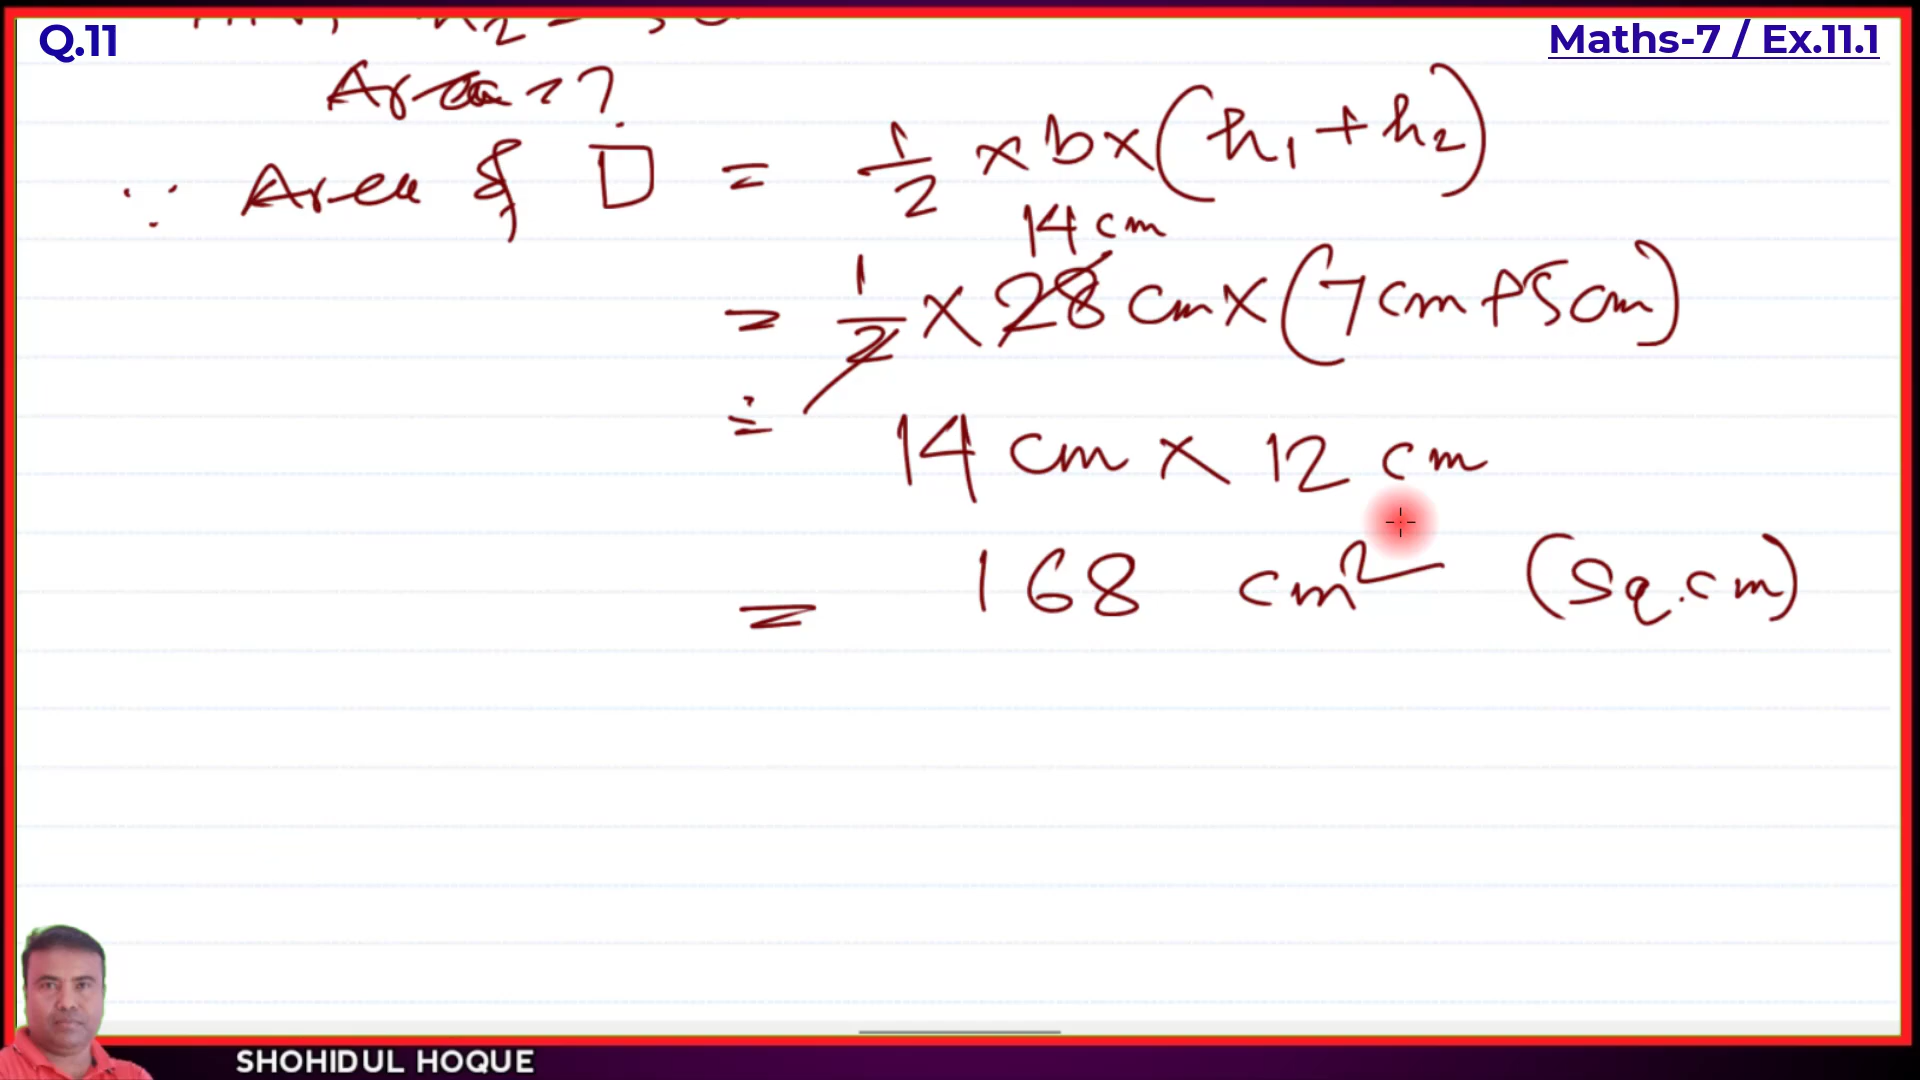 Q.11
Maths-7 / Ex.11.1
h₂ =
Area = ?
∵ Area of ▯ = 1/2 × b × (h₁ + h₂)
14 cm
= 1/2 × 28 cm × (7 cm + 5 cm)
= 14 cm × 12 cm
= 168 cm² (Sq.cm)
SHOHIDUL HOQUE